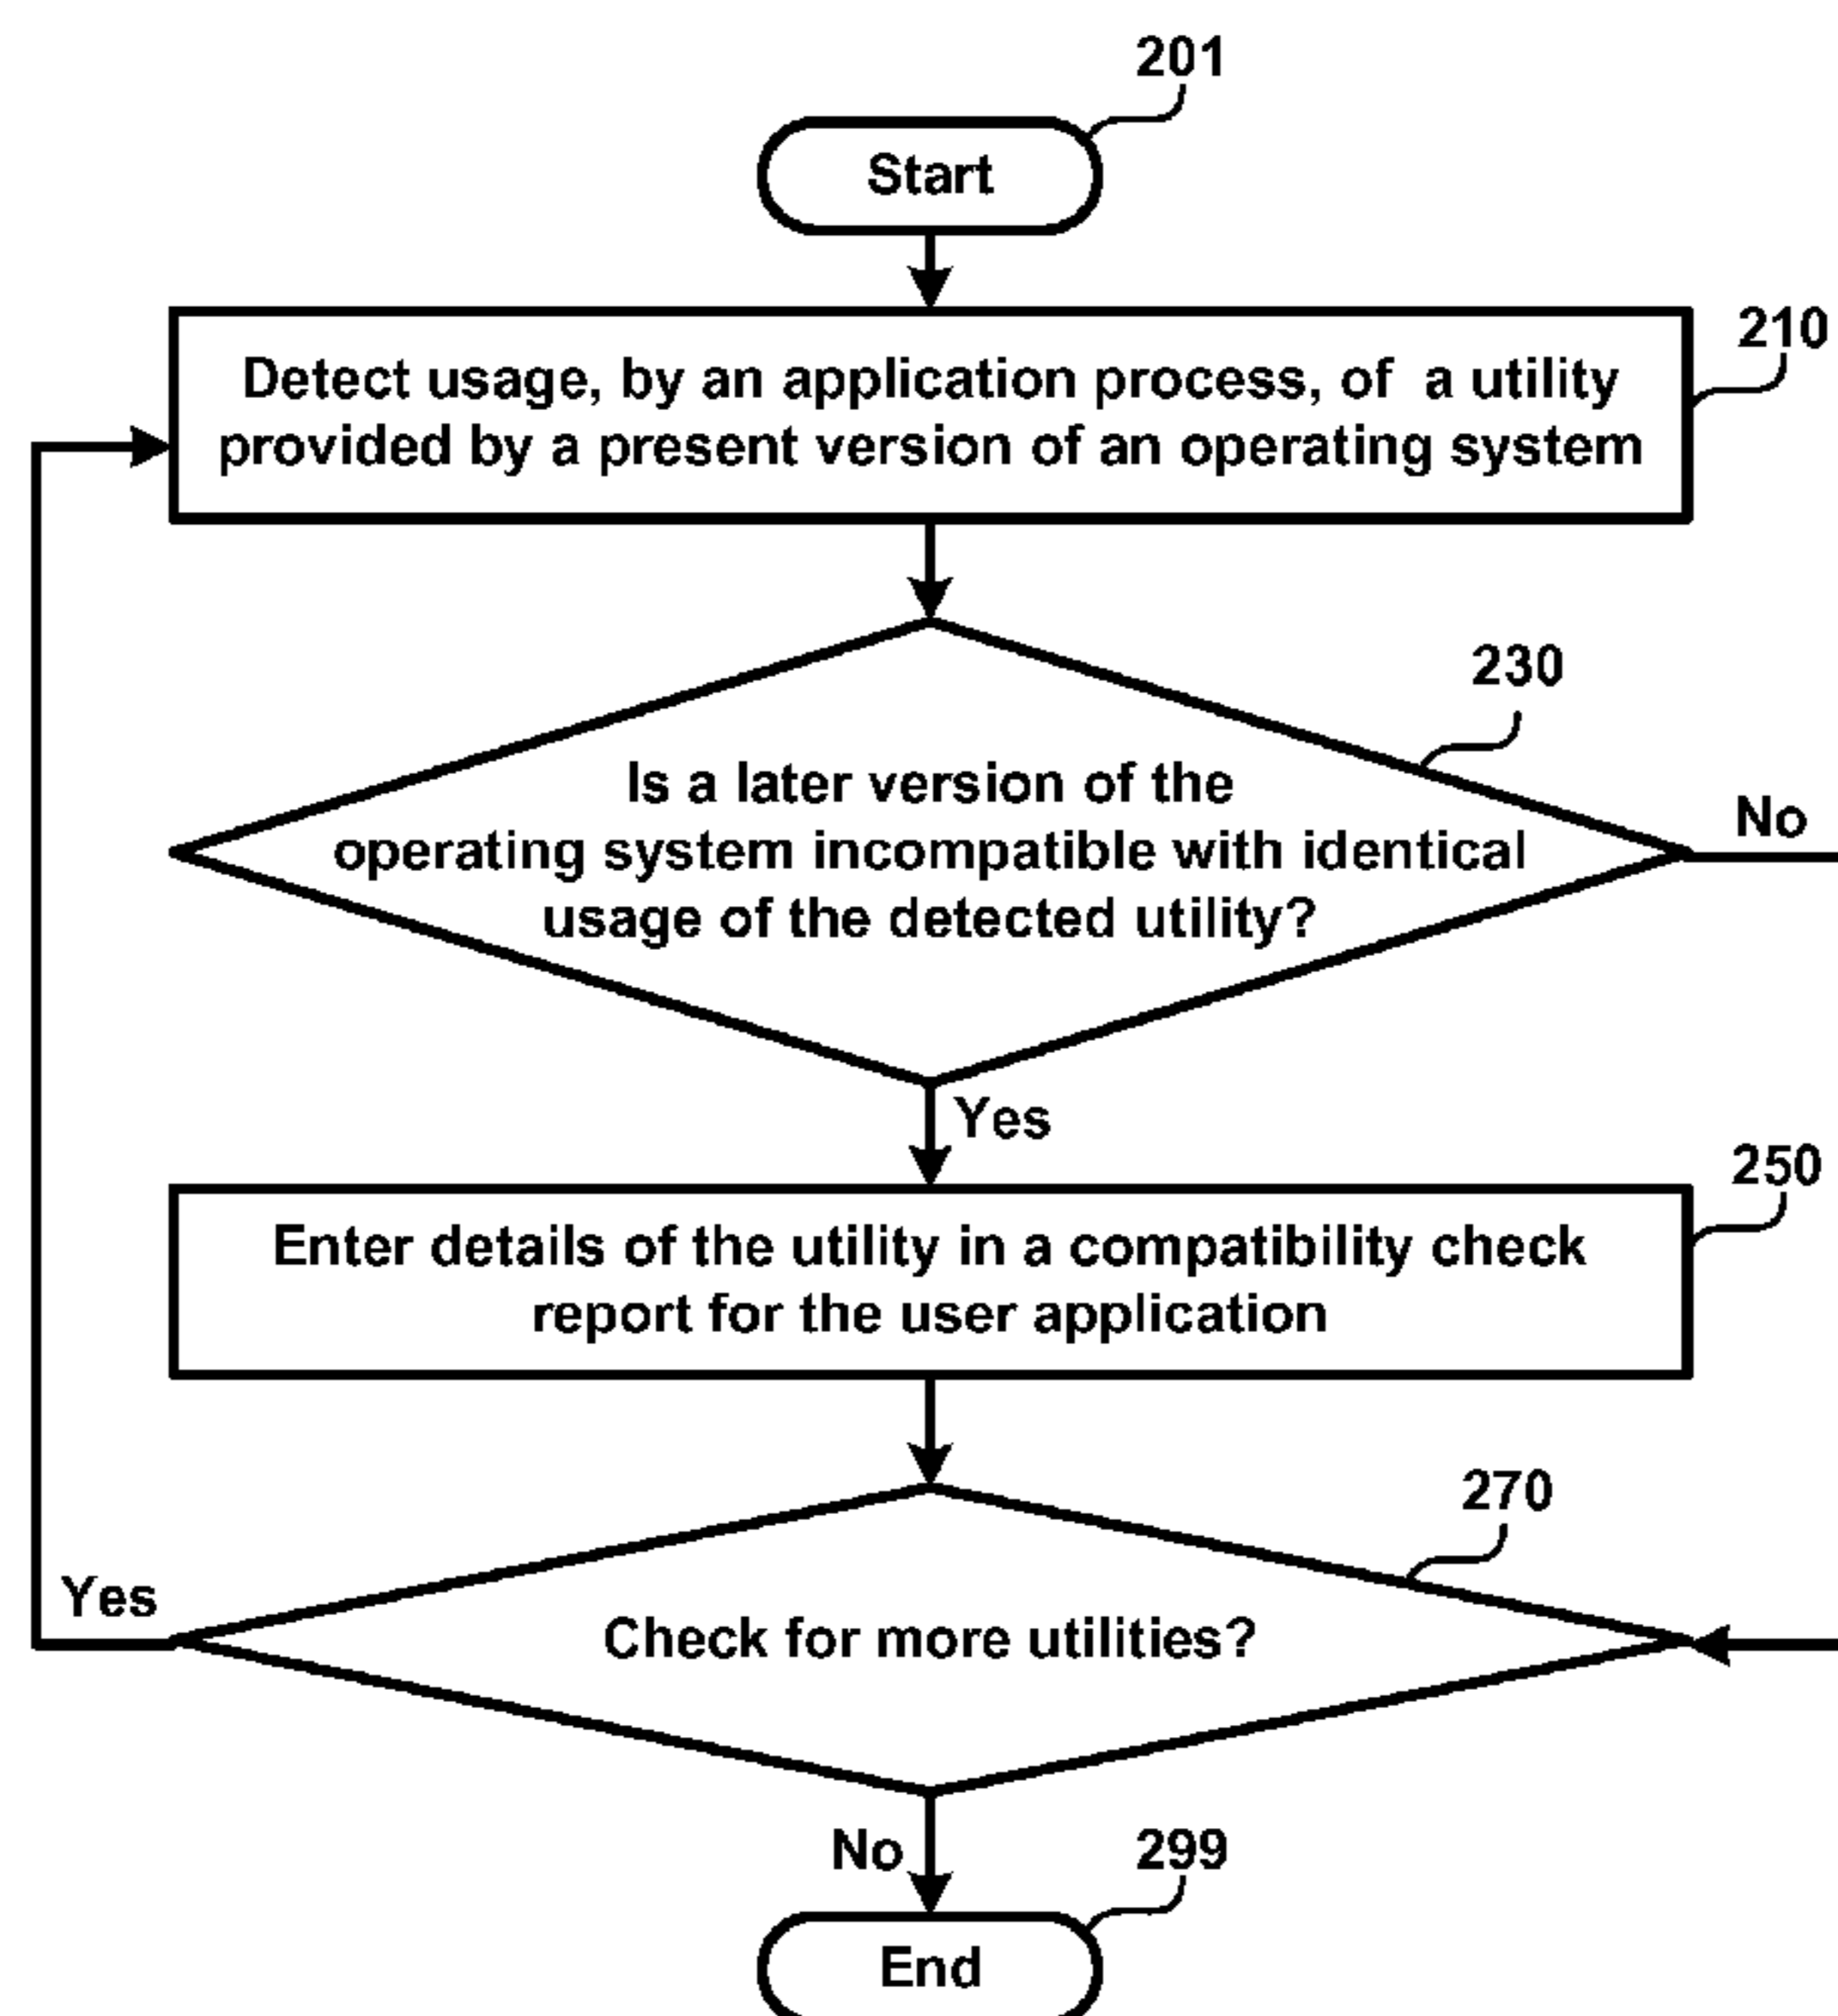 201
Start
210
Detect usage, by an application process, of a utility
provided by a present version of an operating system
230
Is a later version of the
operating system incompatible with identical
usage of the detected utility?
No
Yes
250
Enter details of the utility in a compatibility check
report for the user application
270
Yes
Check for more utilities?
No
299
End